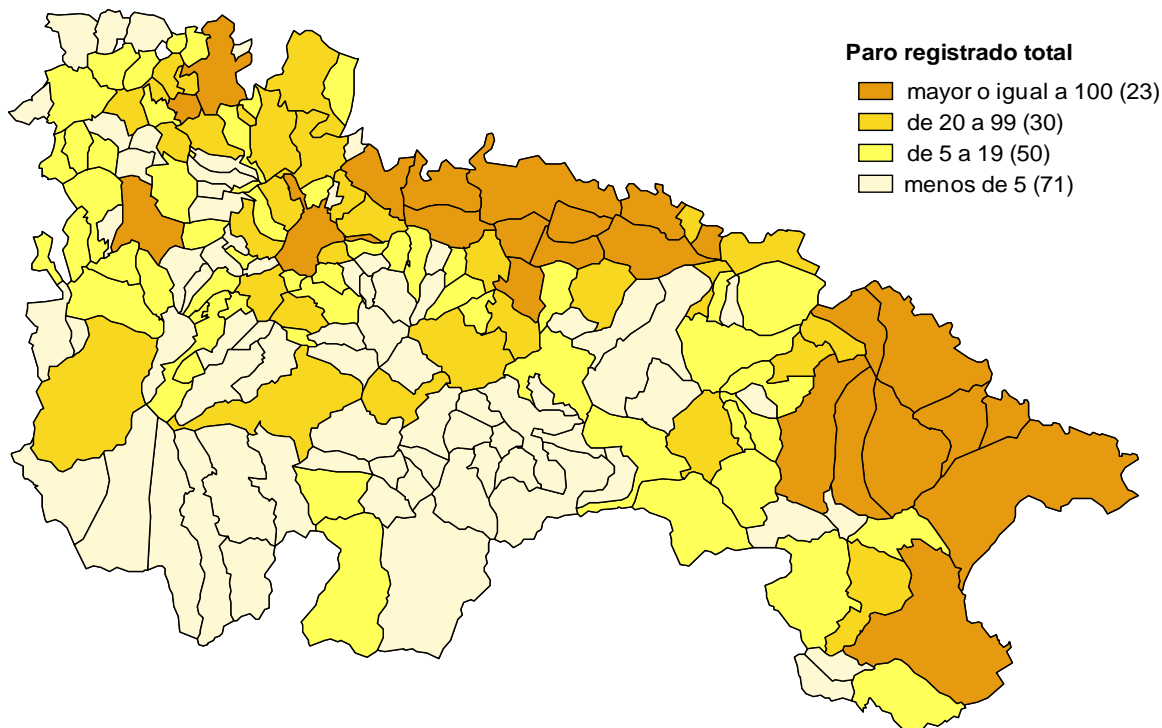 Paro registrado total
mayor o igual a 100 (23)
de 20 a 99 (30)
de 5 a 19 (50)
menos de 5 (71)